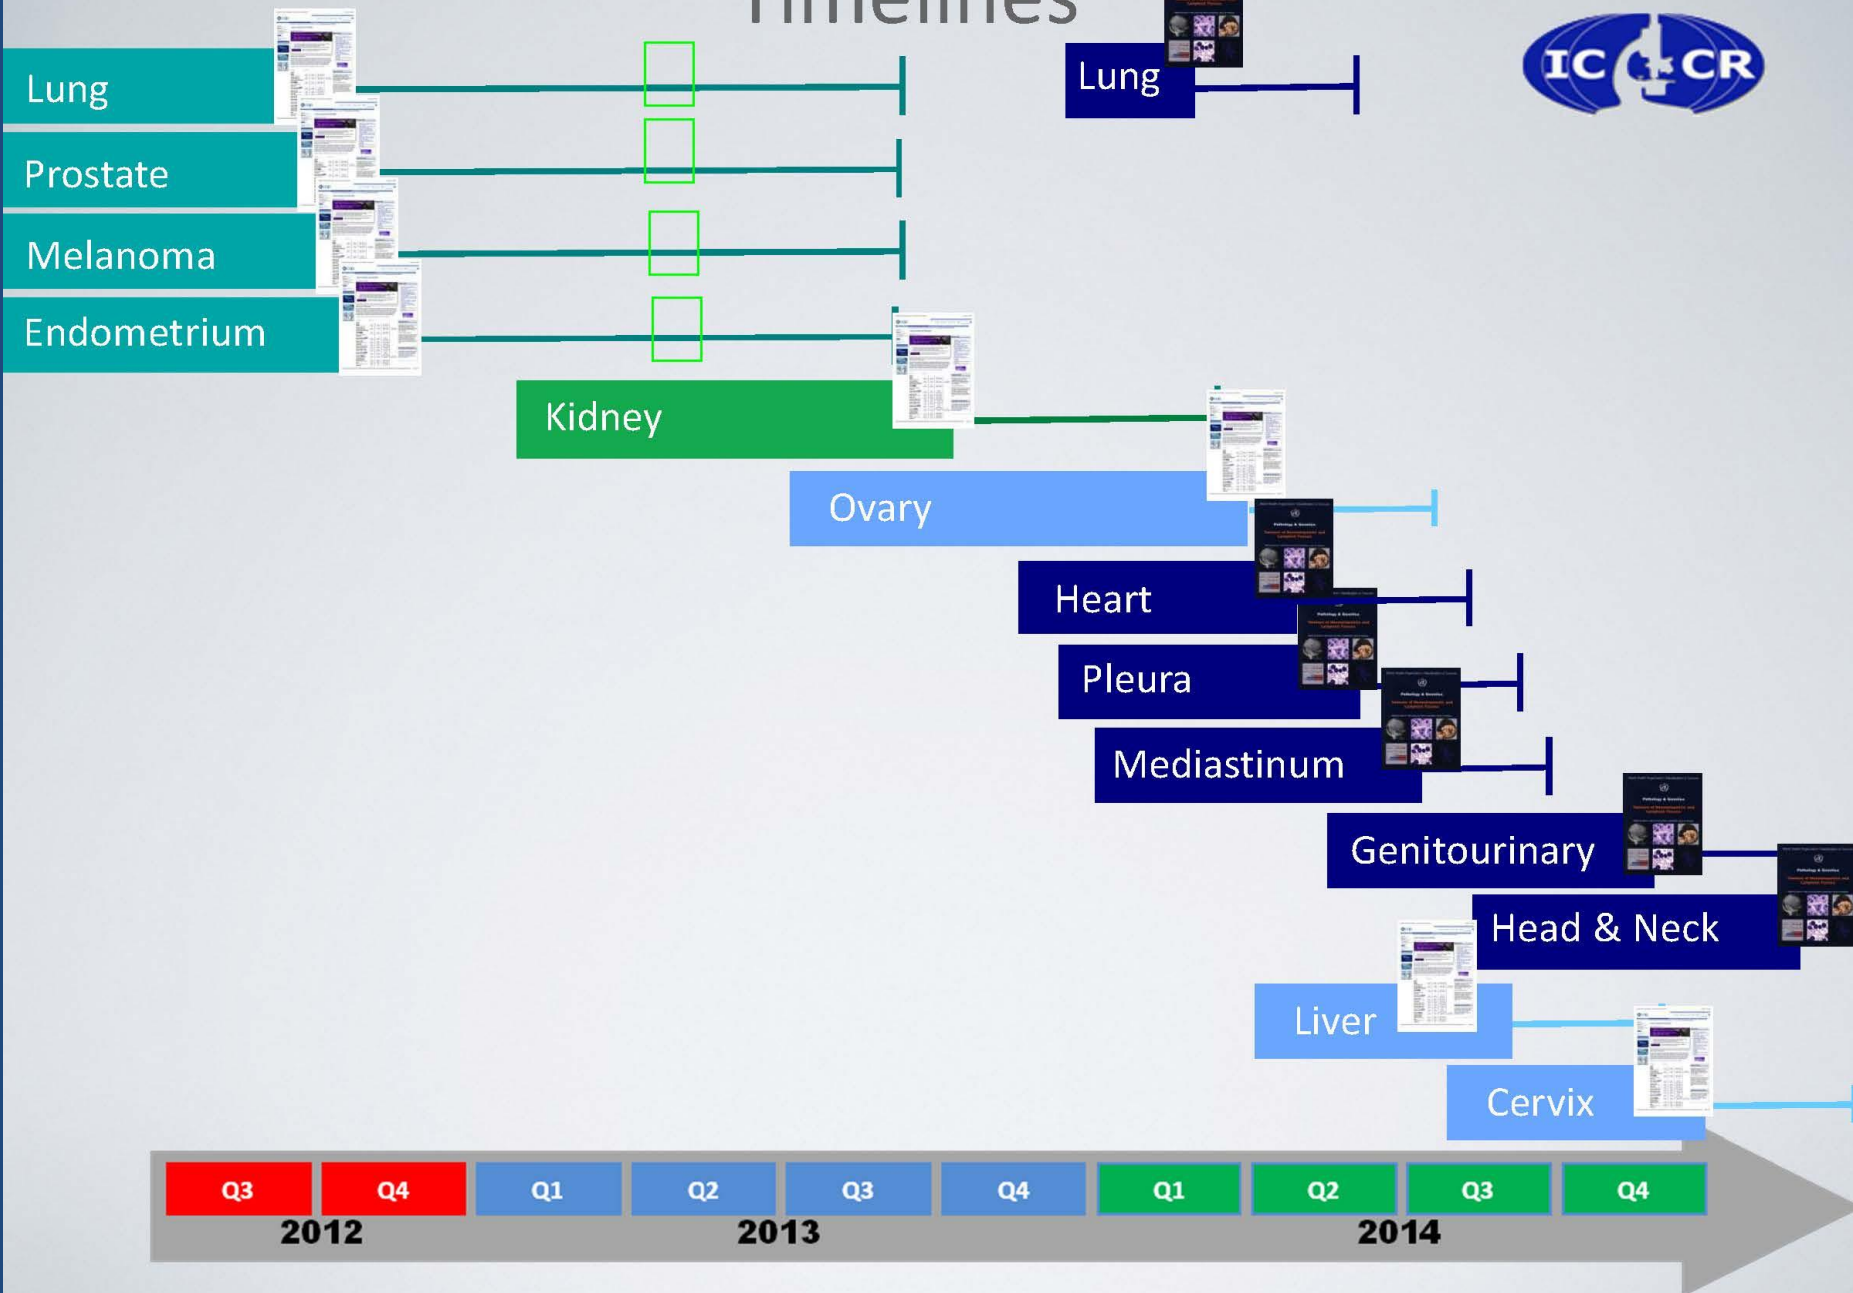 Timelines
Lung
Lung
ICCR
Prostate
Melanoma
Endometrium
Kidney
Ovary
Heart
Pleura
Mediastinum
Genitourinary
Head & Neck
Liver
Cervix
Q3 Q4 Q1 Q2 Q3 Q4 Q1 Q2 Q3 Q4
2012 2013 2014